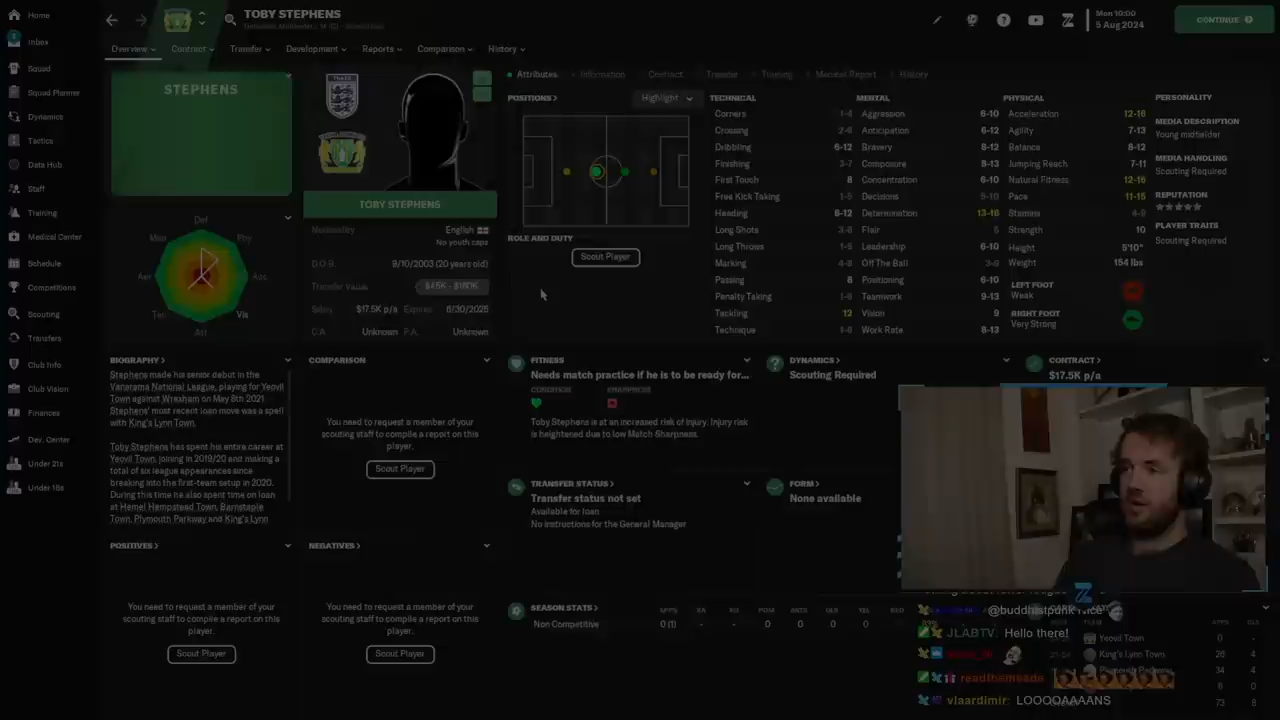 Home
Inbox
Squad
Squad Planner
Dynamics
Tactics
Data Hub
Staff
Training
Medical Center
Schedule
Competitions
Scouting
Transfers
Club Info
Club Vision
Finances
Dev. Center
Under 21s
Under 18s
TOBY STEPHENS
Mon 10:00
5 Aug 2024
CONTINUE
Overview
Contract
Transfer
Development
Reports
Comparison
History
STEPHENS
TOBY STEPHENS
Nationality English
No youth caps
D.O.B. 9/10/2003 (20 years old)
Transfer Value
Salary $17.5K p/a Expires 6/30/2025
C.A. Unknown P.A. Unknown
Def
Phy
Vis
Att
Tec
Aer
Men
Attributes
Information
Contract
Transfer
Training
Medical Report
History
POSITIONS >
Highlight
ROLE AND DUTY
Scout Player
TECHNICAL
Corners 1-4
Crossing
Dribbling 6-12
Finishing 3-7
First Touch 8
Free Kick Taking 1-5
Heading 8-12
Long Shots
Long Throws
Marking
Passing 8
Penalty Taking
Tackling 12
Technique
MENTAL
Aggression 6-10
Anticipation 6-12
Bravery 8-12
Composure 8-13
Concentration 6-10
Decisions 5-10
Determination
Flair
Leadership 6-10
Off The Ball
Positioning 6-10
Teamwork 9-13
Vision 9
Work Rate 8-13
PHYSICAL
Acceleration 12-16
Agility 7-13
Balance 8-12
Jumping Reach 7-11
Natural Fitness 12-16
Pace 11-15
Stamina
Strength 10
Height 5'10"
Weight 154 lbs
LEFT FOOT
Weak
RIGHT FOOT
Very Strong
PERSONALITY
MEDIA DESCRIPTION
Young midfielder
MEDIA HANDLING
Scouting Required
REPUTATION
PLAYER TRAITS
Scouting Required
BIOGRAPHY >
Stephens made his senior debut in the
Vanarama National League, playing for Yeovil
Town against Wrexham on May 8th 2021.
Stephens' most recent loan move was a spell
with King's Lynn Town.
Toby Stephens has spent his entire career at
Yeovil Town, joining in 2019/20 and making a
total of six league appearances since
breaking into the first-team setup in 2020.
During this time he also spent time on loan
at Hemel Hempstead Town, Barnstaple
Town, Plymouth Parkway and King's Lynn
COMPARISON
You need to request a member of your
scouting staff to compile a report on this
player.
Scout Player
FITNESS
Needs match practice if he is to be ready for...
CONDITION
SHARPNESS
Toby Stephens is at an increased risk of injury. Injury risk
is heightened due to low Match Sharpness.
DYNAMICS >
Scouting Required
CONTRACT >
$17.5K p/a
TRANSFER STATUS >
Transfer status not set
Available for loan
No instructions for the General Manager
FORM >
None available
POSITIVES >
You need to request a member of your
scouting staff to compile a report on this
player.
Scout Player
NEGATIVES >
You need to request a member of your
scouting staff to compile a report on this
player.
Scout Player
SEASON STATS >
Non Competitive 0 (1) - - 0 0 0 0
@buddhistpunk nice
JLABTV: Hello there!
readthemeade
vlaardimir: LOOOOAAAANS
APPS
GLS
Yeovil Town 0 -
King's Lynn Town 26 4
Plymouth Parkway 34 4
73 8